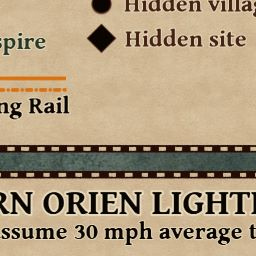 Hidden villag
spire
Hidden site
ng Rail
RN ORIEN LIGHT
ssume 30 mph average t